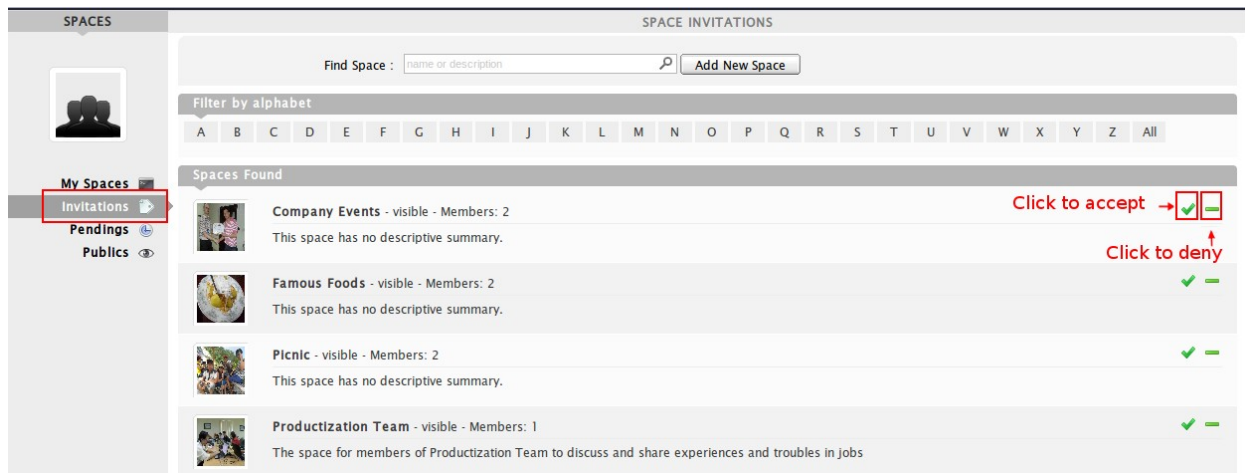 SPACES
SPACE INVITATIONS
Find Space : name or description Add New Space
Filter by alphabet
A B C D E F G H I J K L M N O P Q R S T U V W X Y Z All
My Spaces
Invitations
Pendings
Publics
Spaces Found
Company Events - visible - Members: 2
Click to accept
This space has no descriptive summary.
Click to deny
Famous Foods - visible - Members: 2
This space has no descriptive summary.
Picnic - visible - Members: 2
This space has no descriptive summary.
Productization Team - visible - Members: 1
The space for members of Productization Team to discuss and share experiences and troubles in jobs